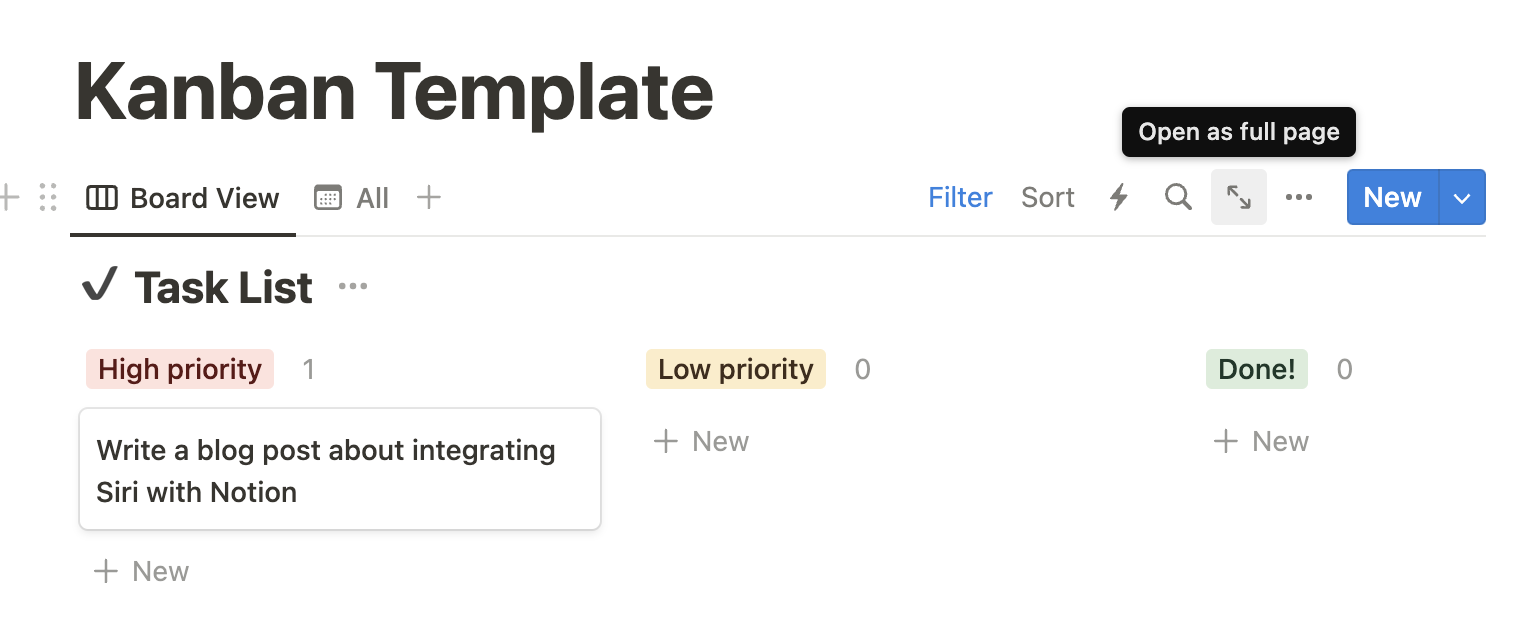 Kanban Template
Open as full page
Board View All
Filter Sort New
Task List
High priority 1 Low priority 0 Done! 0
Write a blog post about integrating
Siri with Notion
New New
New